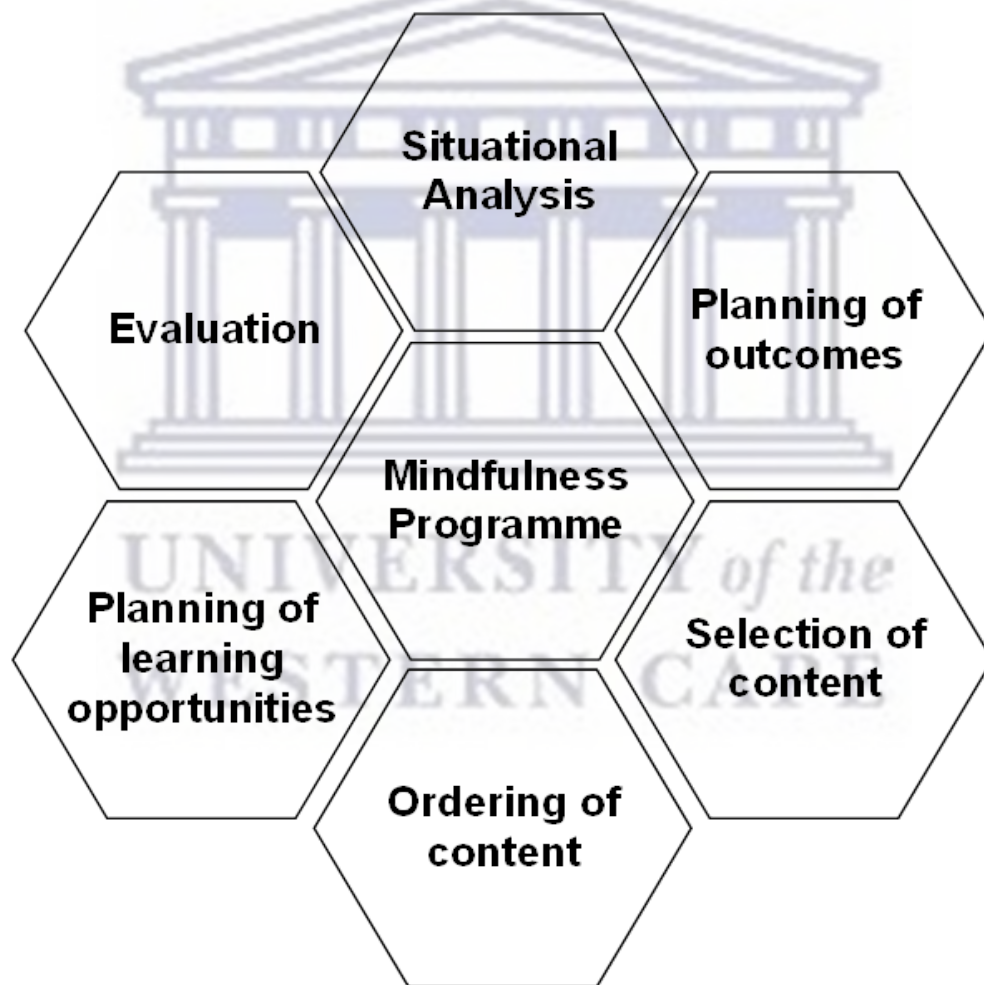 Situational
Analysis
Evaluation
Planning of
outcomes
Mindfulness
Programme
UNIVERSITY of the
WESTERN CAPE
Planning of
learning
opportunities
Selection of
content
Ordering of
content